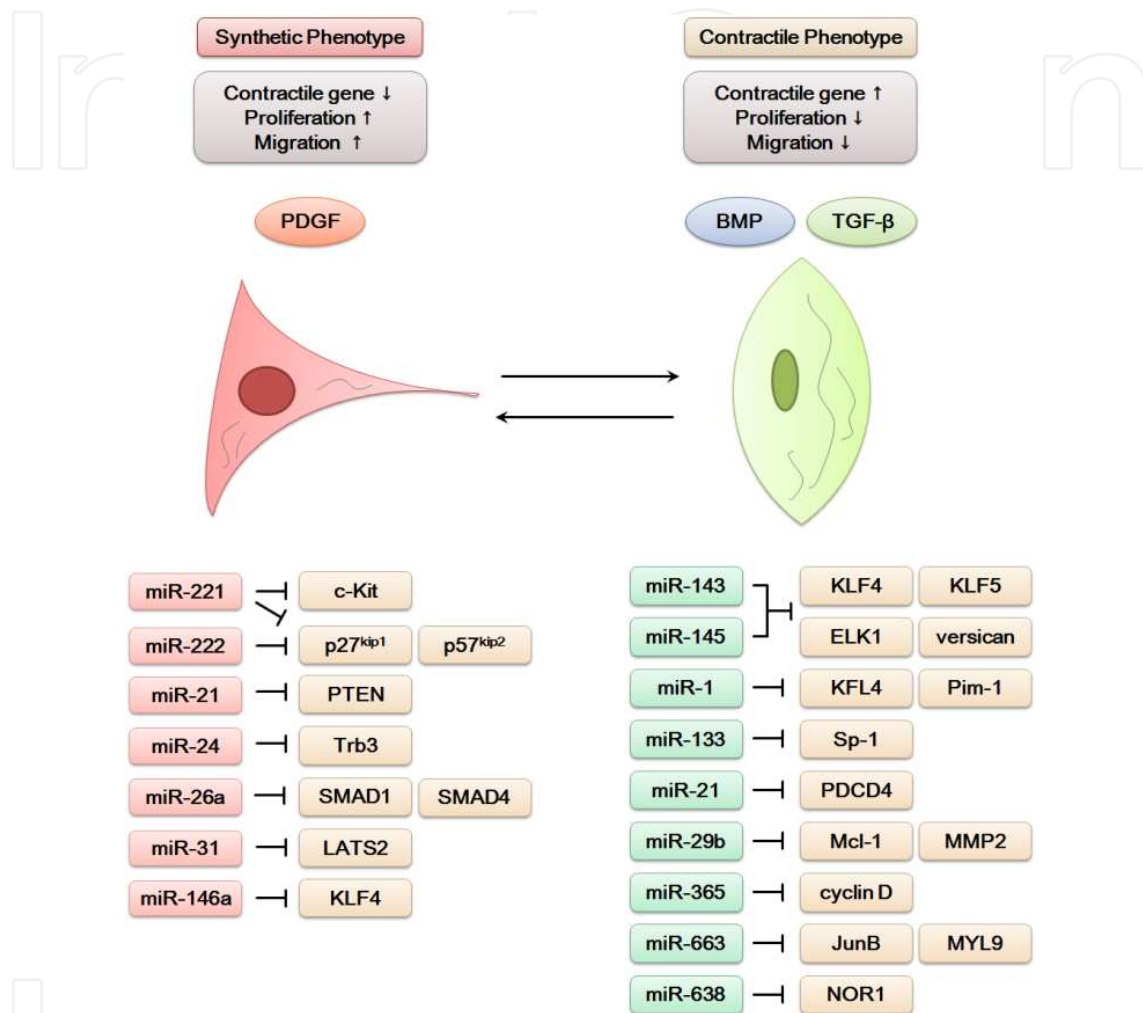 Synthetic Phenotype
Contractile gene ↓
Proliferation ↑
Migration ↑
PDGF
Contractile Phenotype
Contractile gene ↑
Proliferation ↓
Migration ↓
BMP TGF-β
miR-221 c-Kit
miR-222 p27kip1 p57kip2
miR-21 PTEN
miR-24 Trb3
miR-26a SMAD1 SMAD4
miR-31 LATS2
miR-146a KLF4
miR-143 KLF4 KLF5
miR-145 ELK1 versican
miR-1 KFL4 Pim-1
miR-133 Sp-1
miR-21 PDCD4
miR-29b Mcl-1 MMP2
miR-365 cyclin D
miR-663 JunB MYL9
miR-638 NOR1